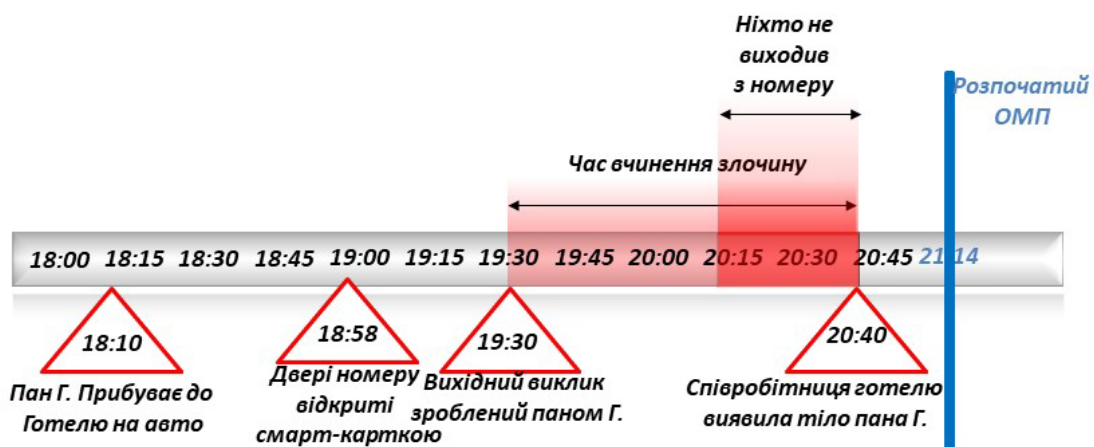 Ніхто не
виходив
з номеру
Розпочатий
ОМП
Час вчинення злочину
18:00 18:15 18:30 18:45 19:00 19:15 19:30 19:45 20:00 20:15 20:30 20:45 21:14
18:10
18:58
19:30
20:40
Пан Г. Прибуває до
Готелю на авто
Двері номеру
відкриті
смарт-карткою
Вихідний виклик
зроблений паном Г.
Співробітниця готелю
виявила тіло пана Г.